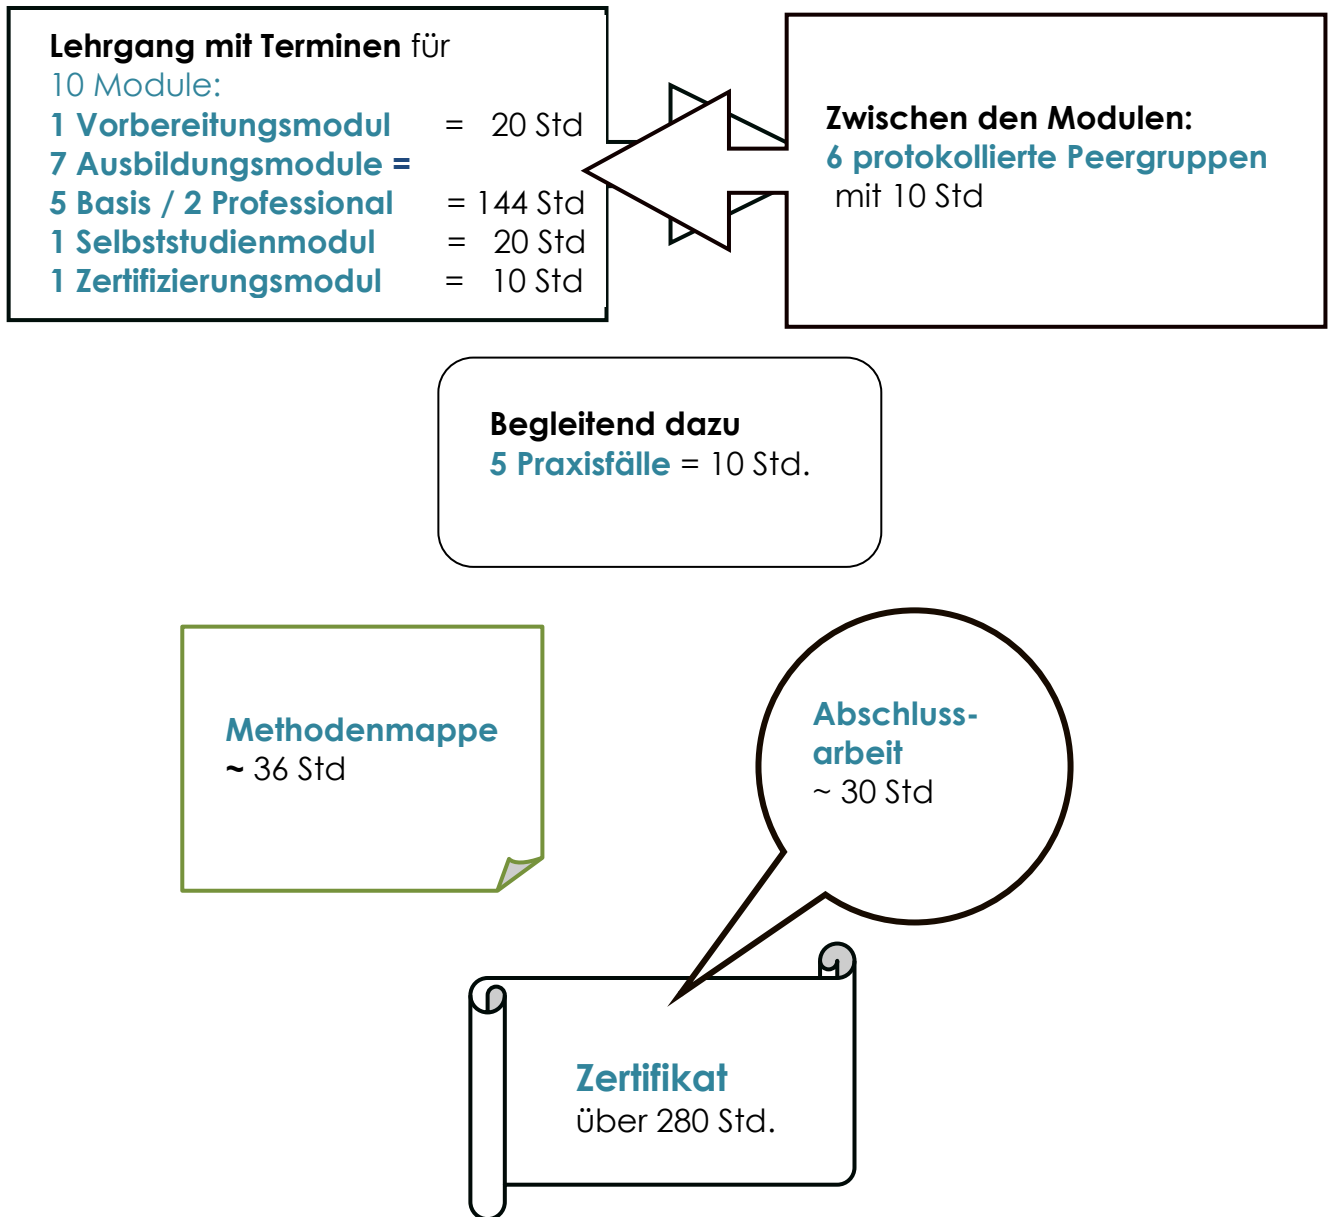 Lehrgang mit Terminen für
10 Module:
1 Vorbereitungsmodul = 20 Std
7 Ausbildungsmodule =
5 Basis / 2 Professional = 144 Std
1 Selbststudienmodul = 20 Std
1 Zertifizierungsmodul = 10 Std
Zwischen den Modulen:
6 protokollierte Peergruppen
mit 10 Std
Begleitend dazu
5 Praxisfälle = 10 Std.
Methodenmappe
~ 36 Std
Abschluss-
arbeit
~ 30 Std
Zertifikat
über 280 Std.